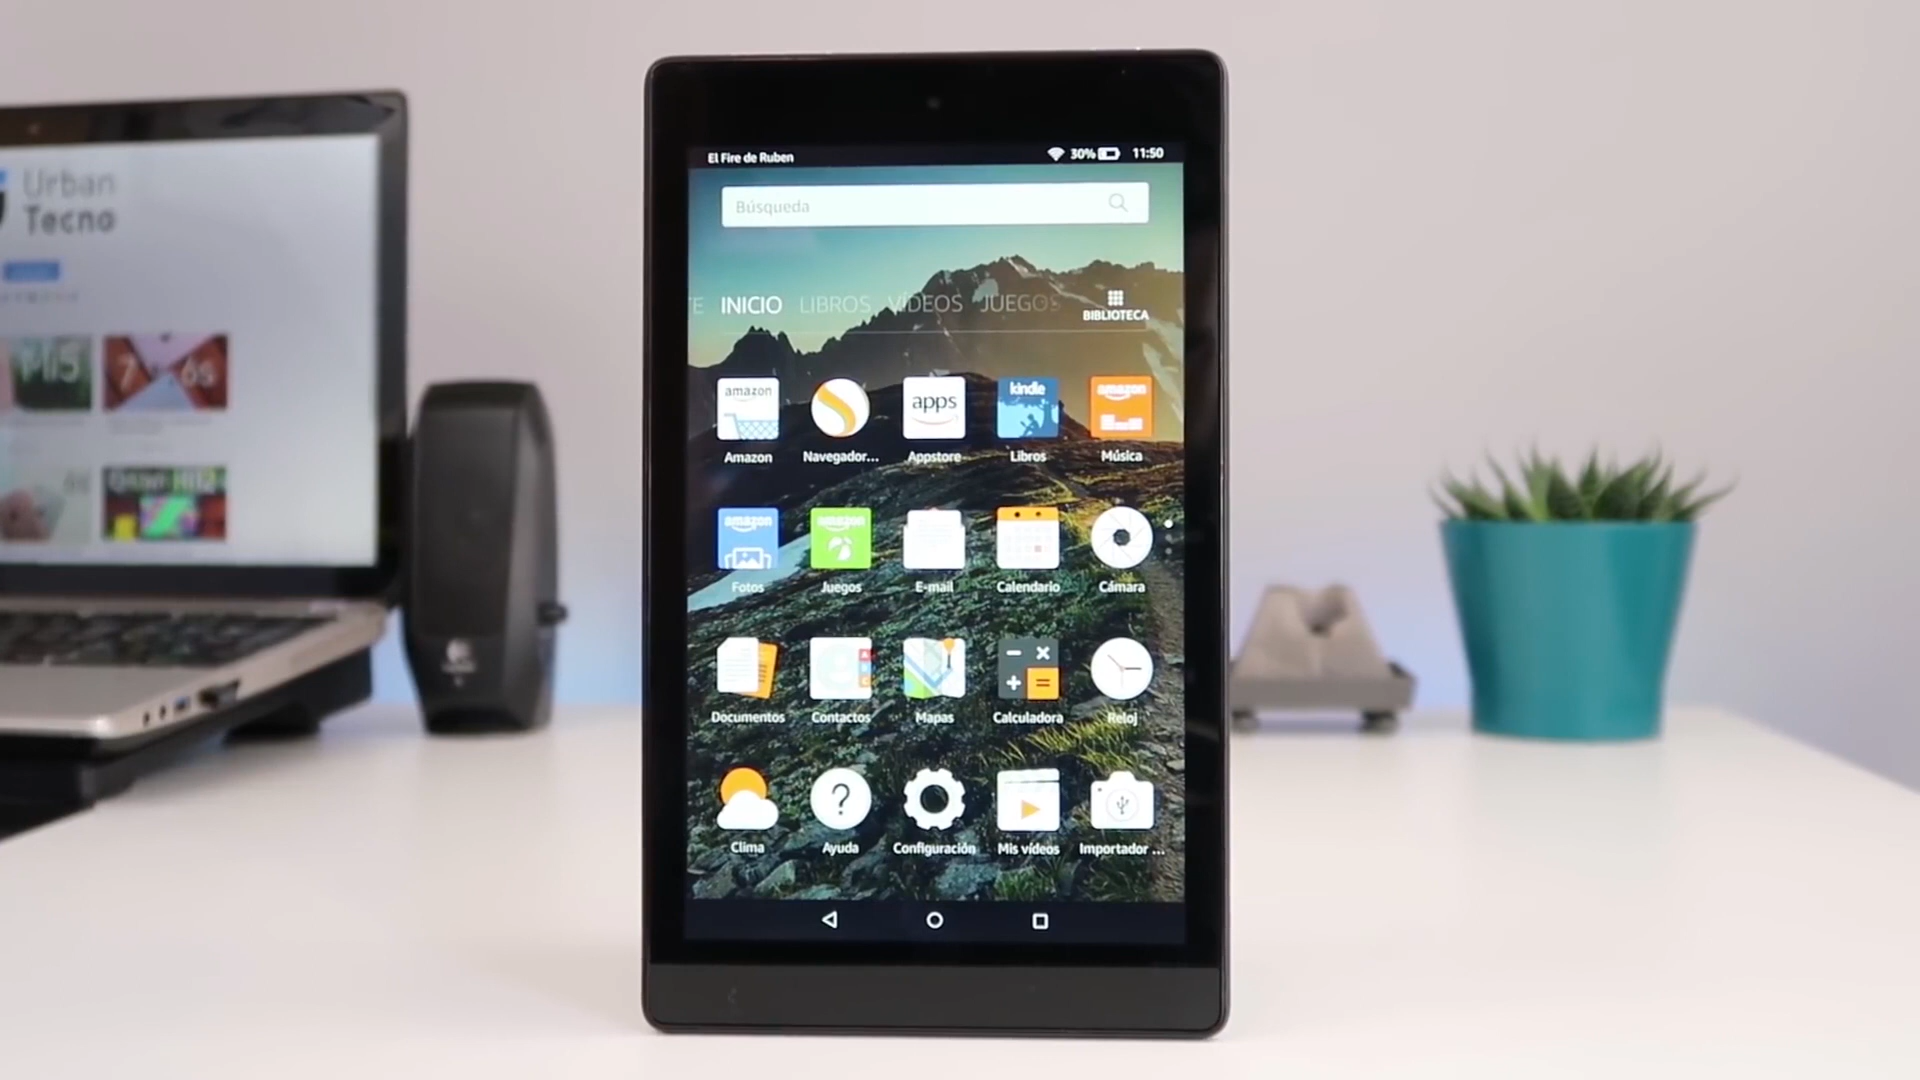 Urban
Tecno
El Fire de Ruben
30%
11:50
Búsqueda
TE
INICIO
LIBROS
VÍDEOS
JUEGOS
BIBLIOTECA
amazon
apps
kindle
amazon
Amazon
Navegador...
Appstore
Libros
Música
amazon
amazon
Fotos
Juegos
E-mail
Calendario
Cámara
Documentos
Contactos
Mapas
Calculadora
Reloj
Clima
Ayuda
Configuración
Mis vídeos
Importador ...